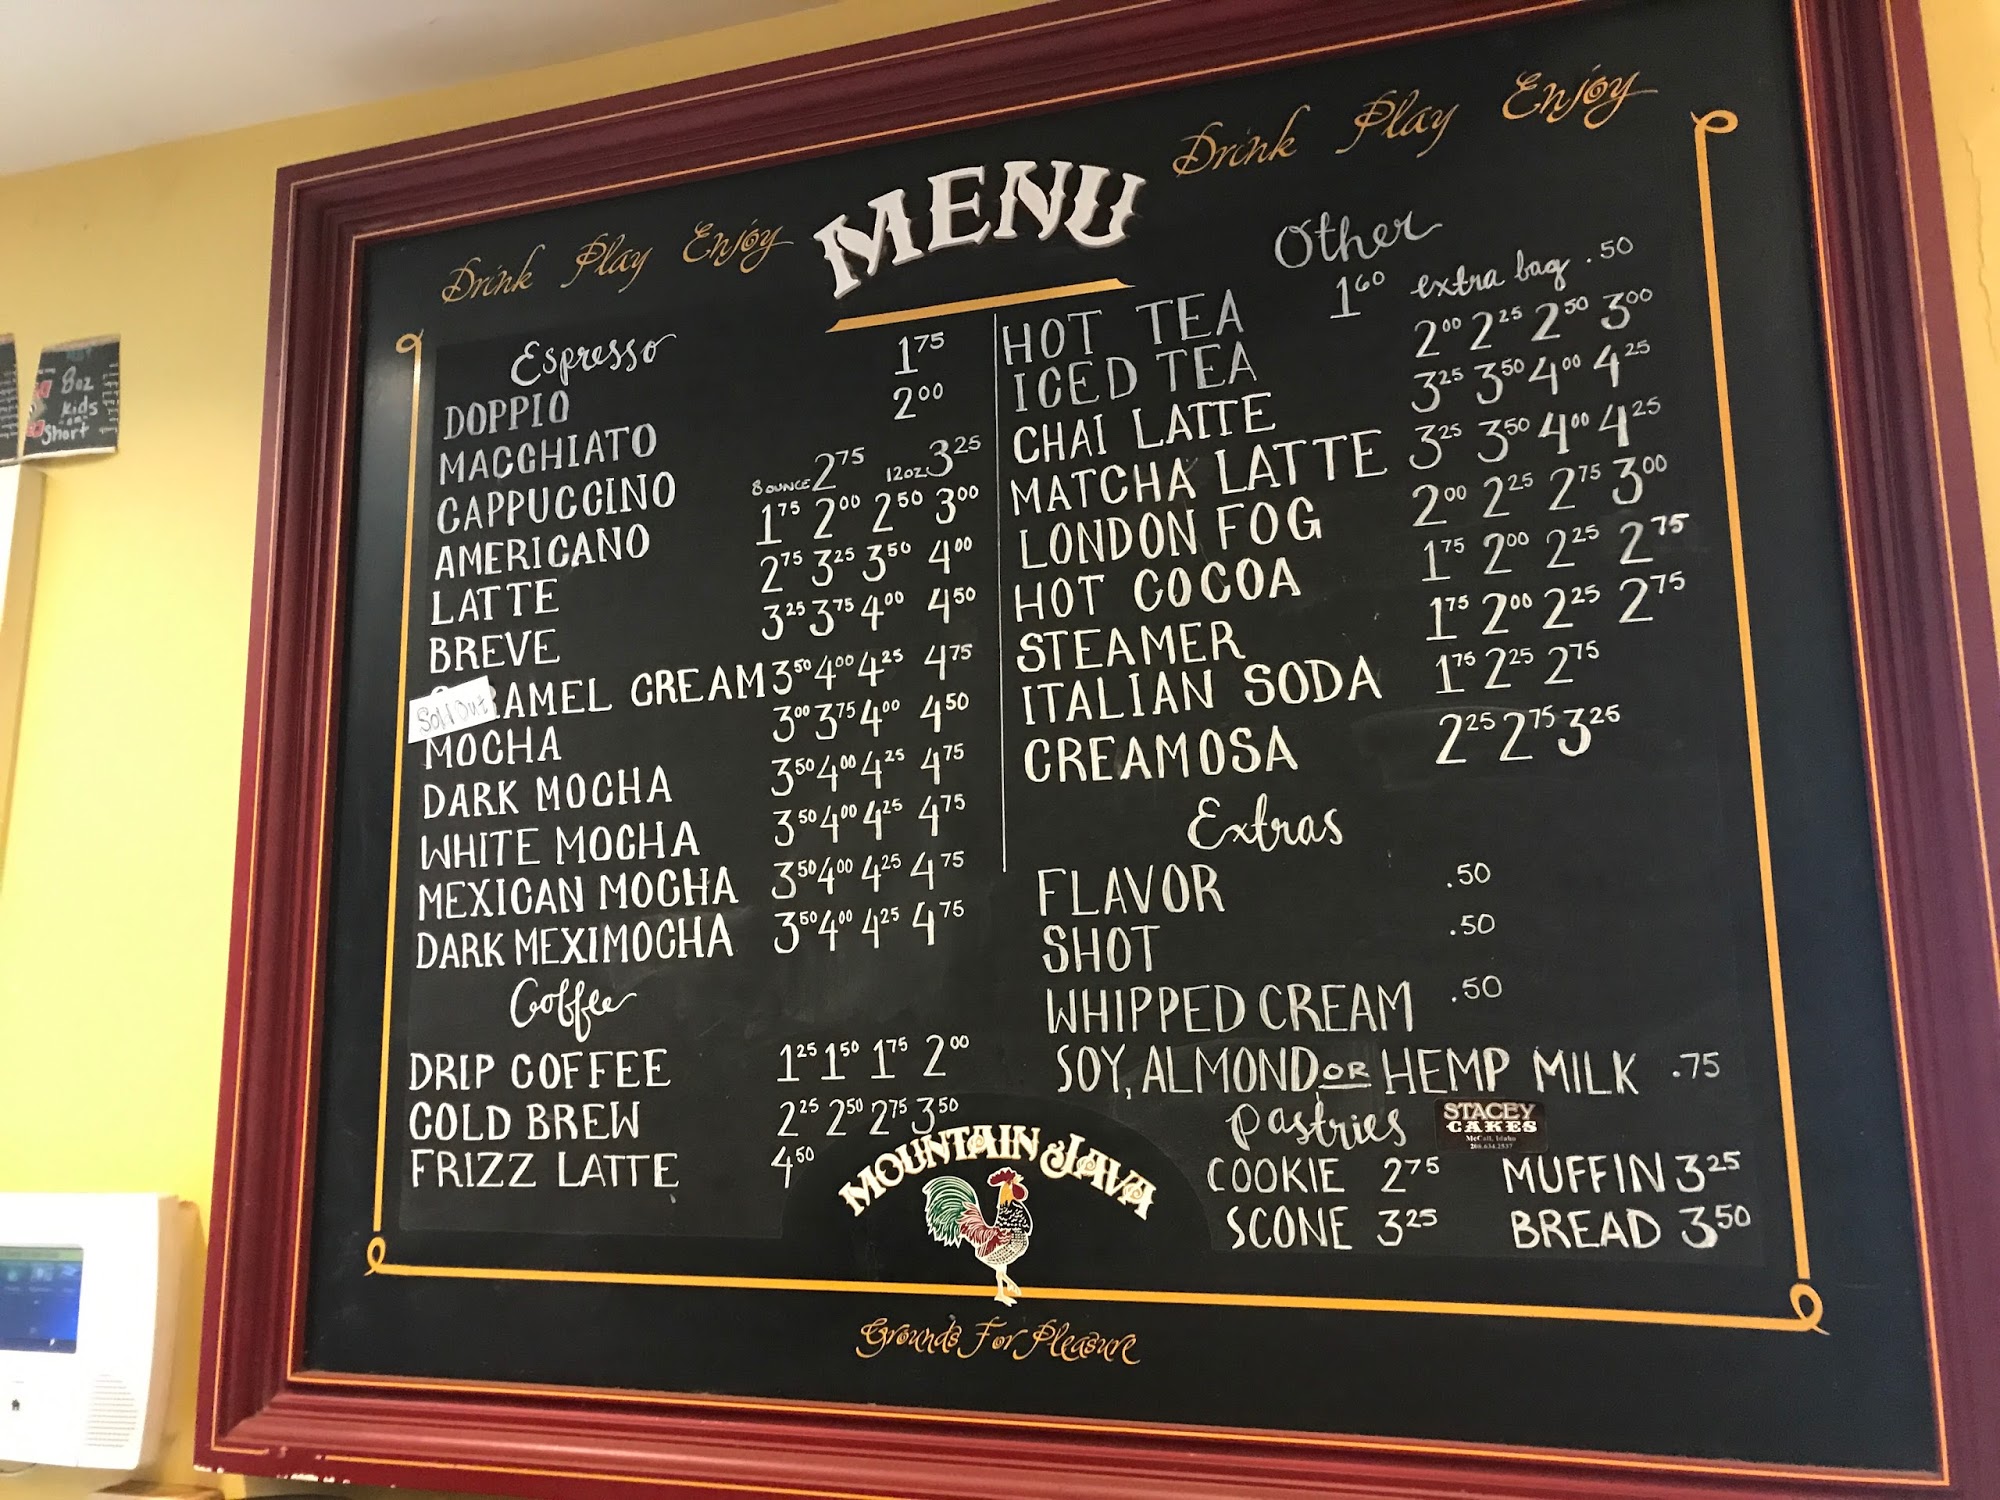 Drink Play Enjoy MENU Drink Play Enjoy
Espresso
DOPPIO 1.75
MACCHIATO 2.00
CAPPUCCINO 8 OUNCE 2.75 12oz. 3.25
AMERICANO 1.75 2.00 2.50 3.00
LATTE 2.75 3.25 3.50 4.00
BREVE 3.25 3.75 4.00 4.50
Sold Out RAMEL CREAM 3.50 4.00 4.25 4.75
MOCHA 3.00 3.75 4.00 4.50
DARK MOCHA 3.50 4.00 4.25 4.75
WHITE MOCHA 3.50 4.00 4.25 4.75
MEXICAN MOCHA 3.50 4.00 4.25 4.75
DARK MEXIMOCHA 3.50 4.00 4.25 4.75
Coffee
DRIP COFFEE 1.25 1.50 1.75 2.00
COLD BREW 2.25 2.50 2.75 3.50
FRIZZ LATTE 4.50
Other
HOT TEA 1.60 extra bag .50
ICED TEA 2.00 2.25 2.50 3.00
CHAI LATTE 3.25 3.50 4.00 4.25
MATCHA LATTE 3.25 3.50 4.00 4.25
LONDON FOG 2.00 2.25 2.75 3.00
HOT COCOA 1.75 2.00 2.25 2.75
STEAMER 1.75 2.00 2.25 2.75
ITALIAN SODA 1.75 2.25 2.75
CREAMOSA 2.25 2.75 3.25
Extras
FLAVOR .50
SHOT .50
WHIPPED CREAM .50
SOY, ALMOND OR HEMP MILK .75
Pastries
STACEY
CAKES
McCall, Idaho
208.634.2537
COOKIE 2.75 MUFFIN 3.25
SCONE 3.25 BREAD 3.50
MOUNTAIN JAVA
Grounds For Pleasure
8oz
kids
or
Short